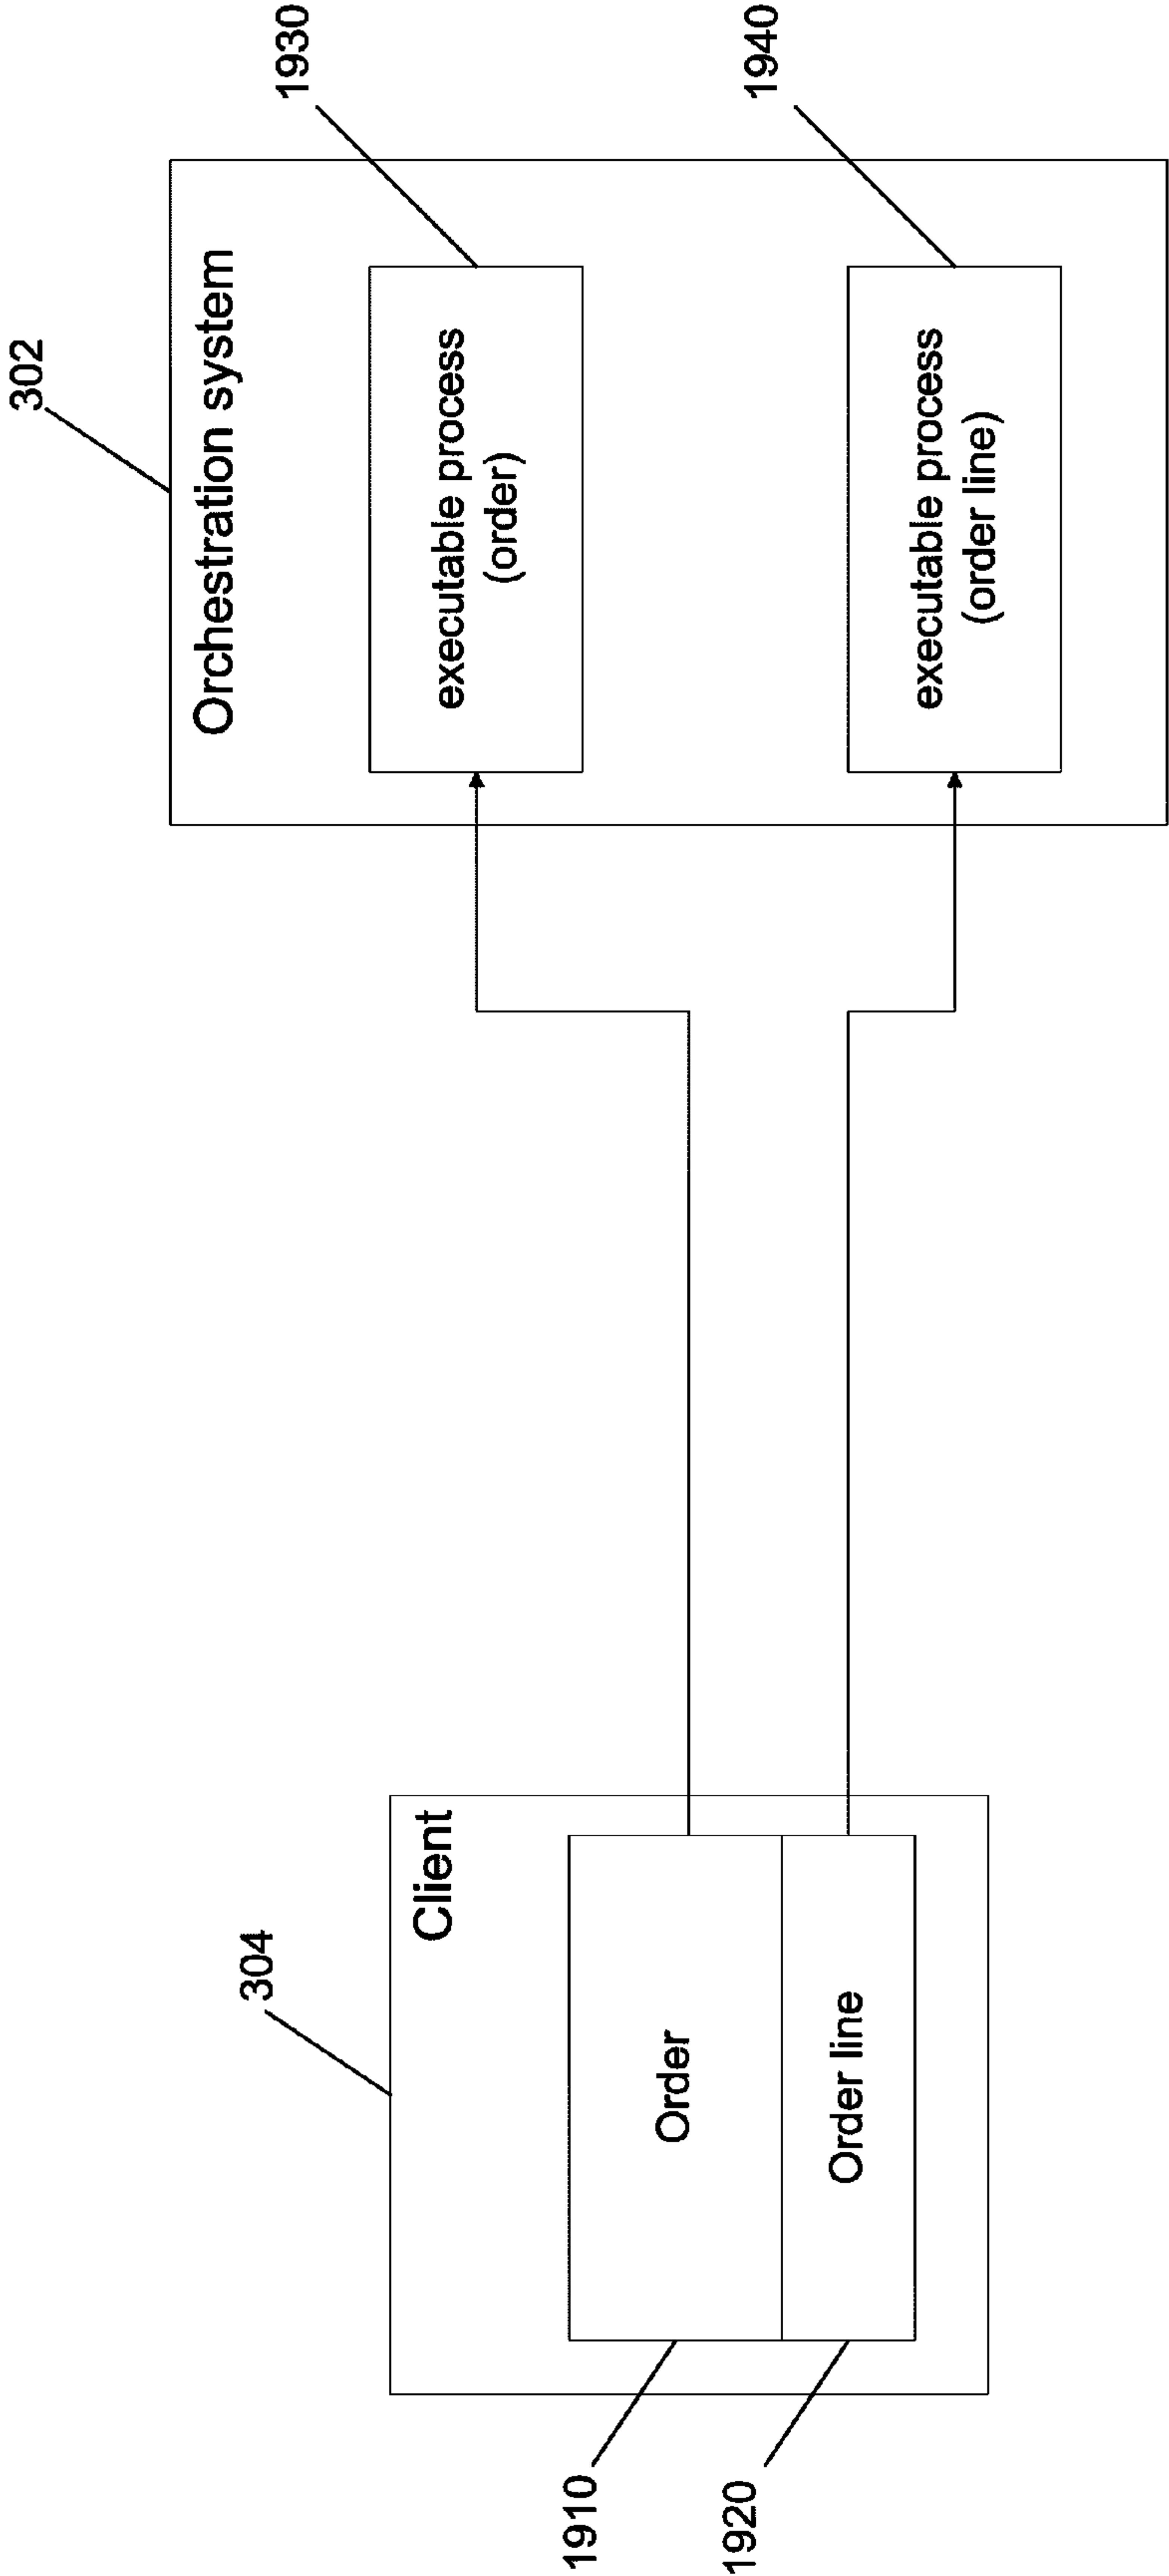 302
Orchestration system
1930
executable process
(order)
1940
executable process
(order line)
304
Client
Order
Order line
1910
1920